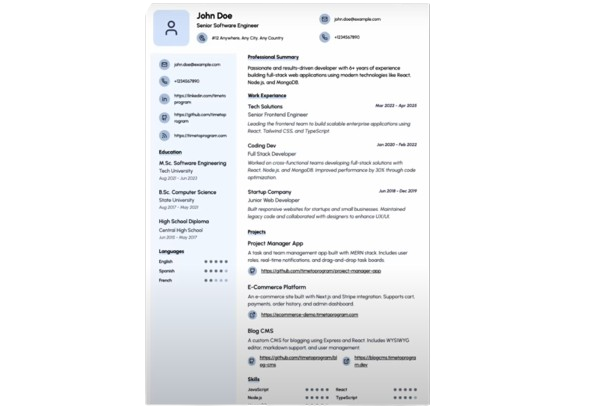 John Doe
Senior Software Engineer
#12 Anywhere, Any City, Any Country
john.doe@example.com
+1234567890
john.doe@example.com
+1234567890
https://linkedin.com/timeto
program
https://github.com/timetop
rogram
https://timetoprogram.com
Education
M.Sc. Software Engineering
Tech University
Aug 2021 - Jun 2023
B.Sc. Computer Science
State University
Aug 2017 - May 2021
High School Diploma
Central High School
Jun 2015 - May 2017
Languages
English
Spanish
French
Professional Summary
Passionate and results-driven developer with 6+ years of experience
building full-stack web applications using modern technologies like React,
Node.js, and MongoDB.
Work Experience
Tech Solutions
Mar 2022 - Apr 2025
Senior Frontend Engineer
Leading the frontend team to build scalable enterprise applications using
React, Tailwind CSS, and TypeScript
Coding Dev
Jan 2020 - Feb 2022
Full Stack Developer
Worked on cross-functional teams developing full-stack solutions with
React, Node.js, and MongoDB. Improved performance by 30% through code
optimization.
Startup Company
Jun 2018 - Dec 2019
Junior Web Developer
Built responsive websites for startups and small businesses. Maintained
legacy code and collaborated with designers to enhance UX/UI.
Projects
Project Manager App
A task and team management app built with MERN stack. Includes user
roles, real-time notifications, and drag-and-drop task boards.
https://github.com/timetoprogram/project-manager-app
E-Commerce Platform
An e-commerce site built with Next.js and Stripe integration. Supports cart,
payments, order history, and admin dashboard.
https://ecommerce-demo.timetoprogram.com
Blog CMS
A custom CMS for blogging using Express and React. Includes WYSIWYG
editor, markdown support, and user management
https://github.com/timetoprogram/bl
og-cms
https://blogcms.timetoprogra
m.dev
Skills
JavaScript
React
Node.js
TypeScript